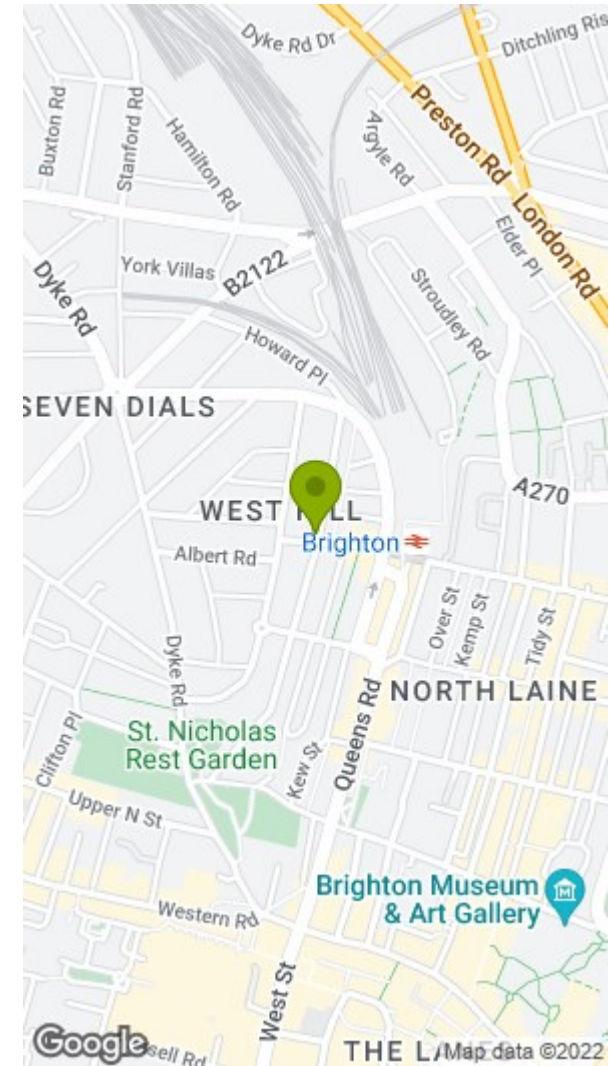 Dyke Rd Dr
Ditchling Ris
Buxton Rd
Stanford Rd
Hamilton Rd
Argyle Rd
Preston Rd
London Rd
Elder Pl
York Villas
B2122
Dyke Rd
Stroudley Rd
Howard Pl
SEVEN DIALS
A270
WEST HILL
Brighton
Albert Rd
Over St
Kemp St
Tidy St
Dyke Rd
NORTH LAINE
Queens Rd
St. Nicholas
Rest Garden
Clifton Pl
Kew St
Upper N St
Brighton Museum
& Art Gallery
Western Rd
West St
Google
sell Rd
THE
Map data ©2022